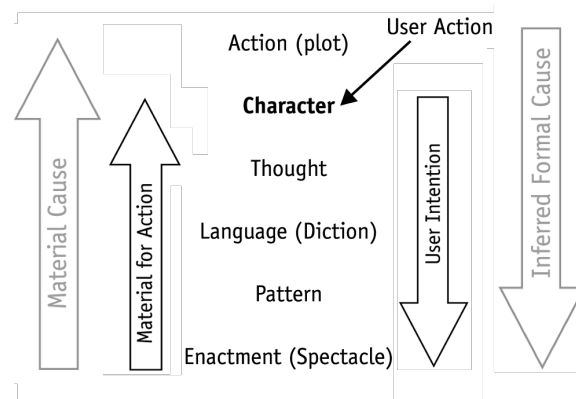 User Action
Action (plot)
Character
Thought
Language (Diction)
Pattern
Enactment (Spectacle)
Material Cause
Material for Action
User Intention
Inferred Formal Cause